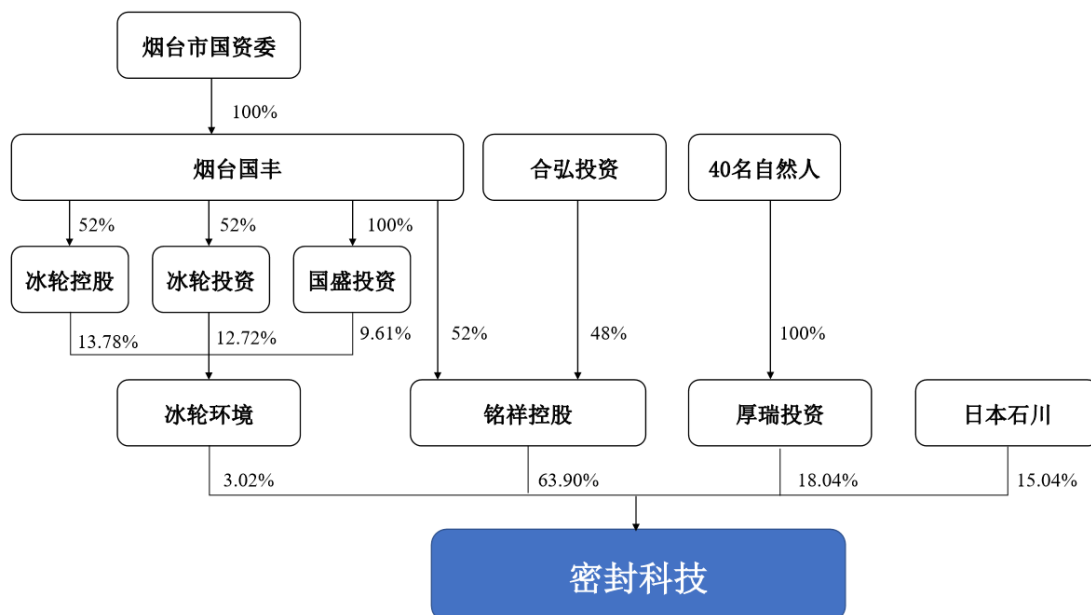 烟台市国资委
100%
烟台国丰
合弘投资
40名自然人
52%
52%
100%
冰轮控股
冰轮投资
国盛投资
13.78%
12.72%
9.61%
52%
48%
100%
冰轮环境
铭祥控股
厚瑞投资
日本石川
3.02%
63.90%
18.04%
15.04%
密封科技